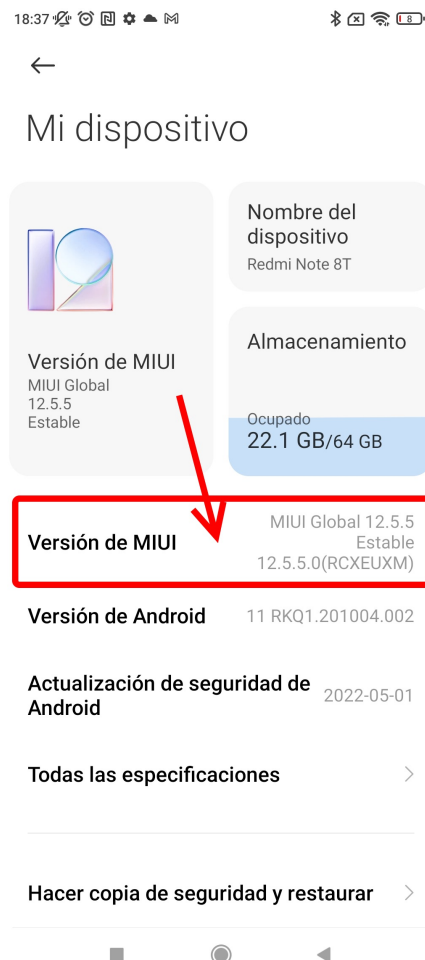 18:37
8
Mi dispositivo
Versión de MIUI
MIUI Global
12.5.5
Estable
Nombre del
dispositivo
Redmi Note 8T
Almacenamiento
Ocupado
22.1 GB/64 GB
Versión de MIUI
MIUI Global 12.5.5
Estable
12.5.5.0(RCXEUXM)
Versión de Android
11 RKQ1.201004.002
Actualización de seguridad de
Android
2022-05-01
Todas las especificaciones
Hacer copia de seguridad y restaurar